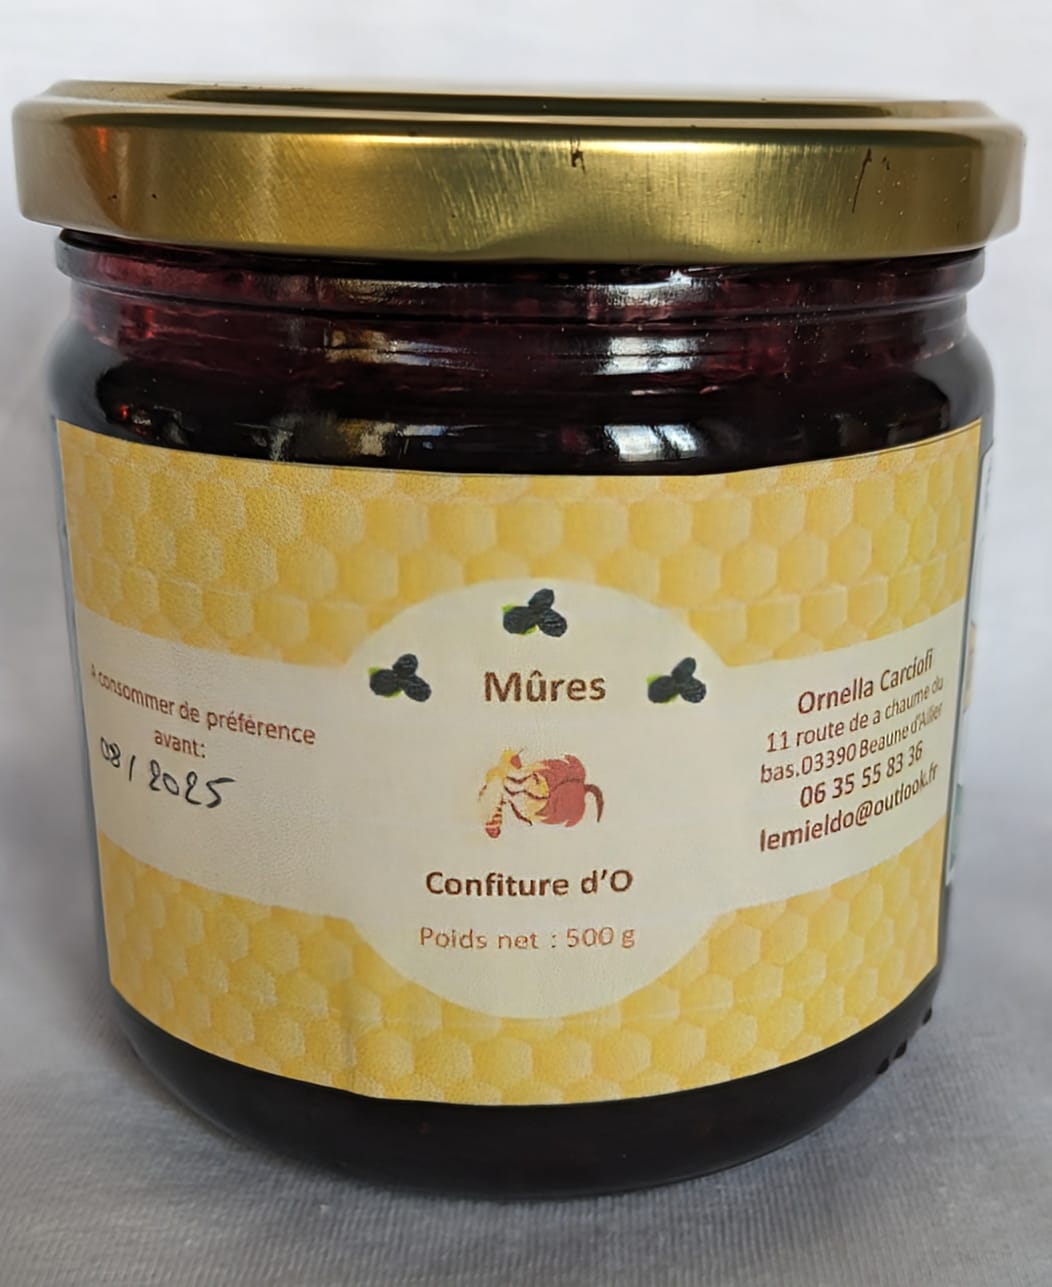 Mûres
A consommer de préférence
avant:
08/2025
Ornella Carciofi
11 route de a chaume du
bas.03390 Beaune d'Allier
06 35 55 83 36
lemieldo@outlook.fr
Confiture d'O
Poids net : 500 g